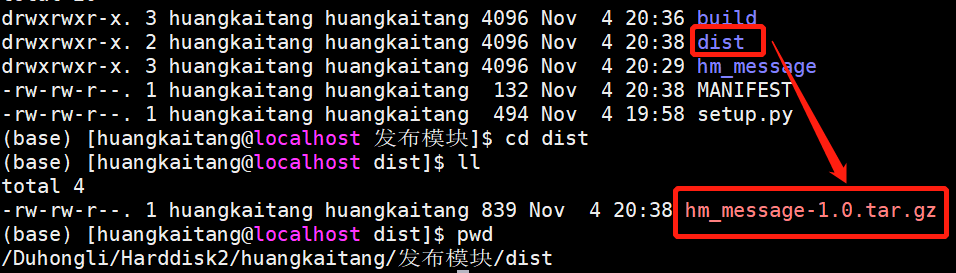 drwxrwxr-x. 3 huangkaitang huangkaitang 4096 Nov  4 20:36 build
drwxrwxr-x. 2 huangkaitang huangkaitang 4096 Nov  4 20:38 dist
drwxrwxr-x. 3 huangkaitang huangkaitang 4096 Nov  4 20:29 hm_message
-rw-rw-r--. 1 huangkaitang huangkaitang  132 Nov  4 20:38 MANIFEST
-rw-rw-r--. 1 huangkaitang huangkaitang  494 Nov  4 19:58 setup.py
(base) [huangkaitang@localhost 发布模块]$ cd dist
(base) [huangkaitang@localhost dist]$ ll
total 4
-rw-rw-r--. 1 huangkaitang huangkaitang 839 Nov  4 20:38 hm_message-1.0.tar.gz
(base) [huangkaitang@localhost dist]$ pwd
/Duhongli/Harddisk2/huangkaitang/发布模块/dist